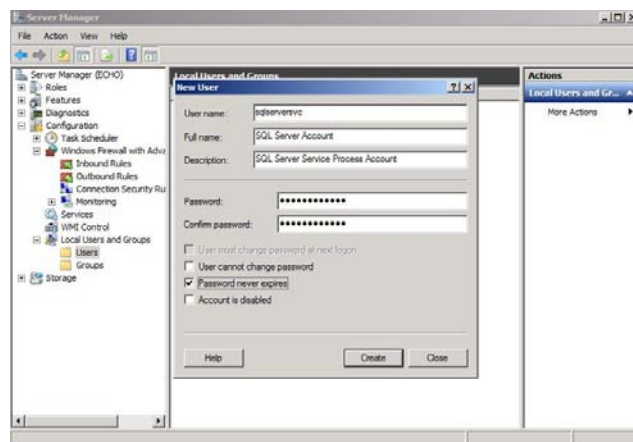 Server Manager
File Action View Help
Server Manager (ECHO)
Roles
Features
Diagnostics
Configuration
Task Scheduler
Windows Firewall with Adva
Inbound Rules
Outbound Rules
Connection Security Ru
Monitoring
Services
WMI Control
Local Users and Groups
Users
Groups
Storage
Local Users and Groups
New User
User name: sqlserversvc
Full name: SQL Server Account
Description: SQL Server Service Process Account
Password: ••••••••••••
Confirm password: ••••••••••••
User must change password at next logon
User cannot change password
Password never expires
Account is disabled
Help Create Close
Actions
Local Users and Gr...
More Actions